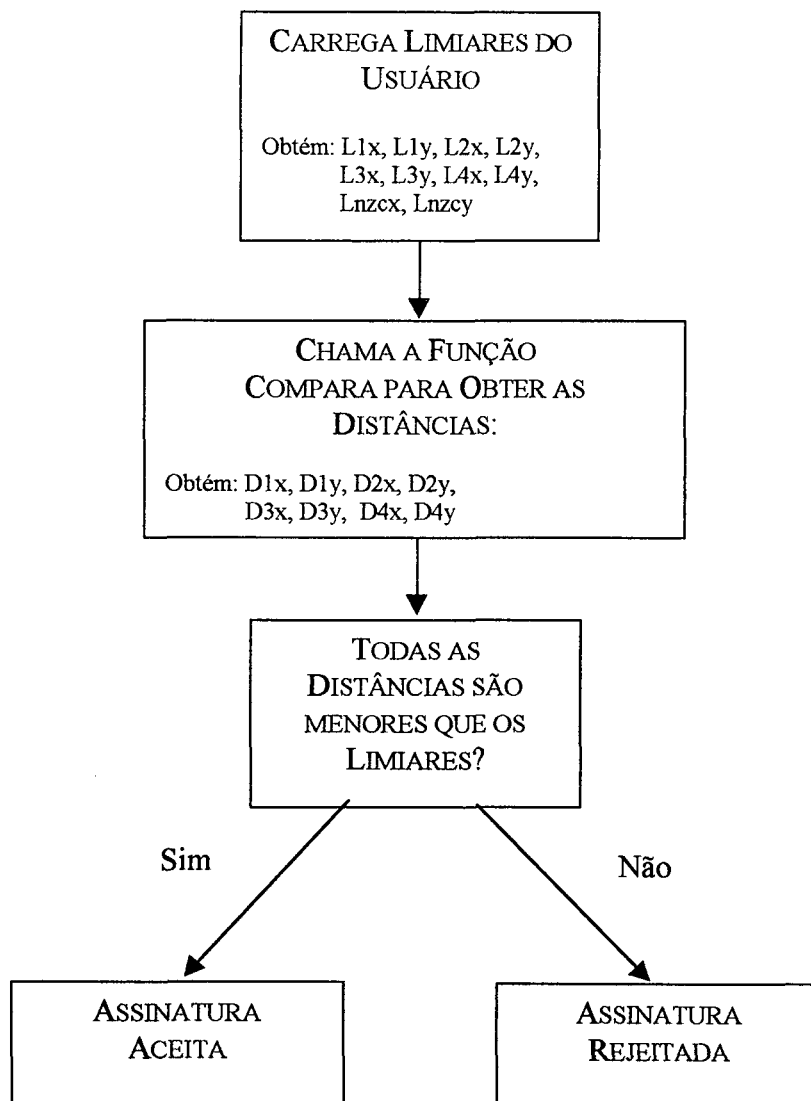 CARREGA LIMIARES DO
USUÁRIO
Obtém: L1x, L1y, L2x, L2y,
L3x, L3y, L4x, L4y,
Lnzcx, Lnzcy
CHAMA A FUNÇÃO
COMPARA PARA OBTER AS
DISTÂNCIAS:
Obtém: D1x, D1y, D2x, D2y,
D3x, D3y, D4x, D4y
TODAS AS
DISTÂNCIAS SÃO
MENORES QUE OS
LIMIARES?
Sim
Não
ASSINATURA
ACEITA
ASSINATURA
REJEITADA